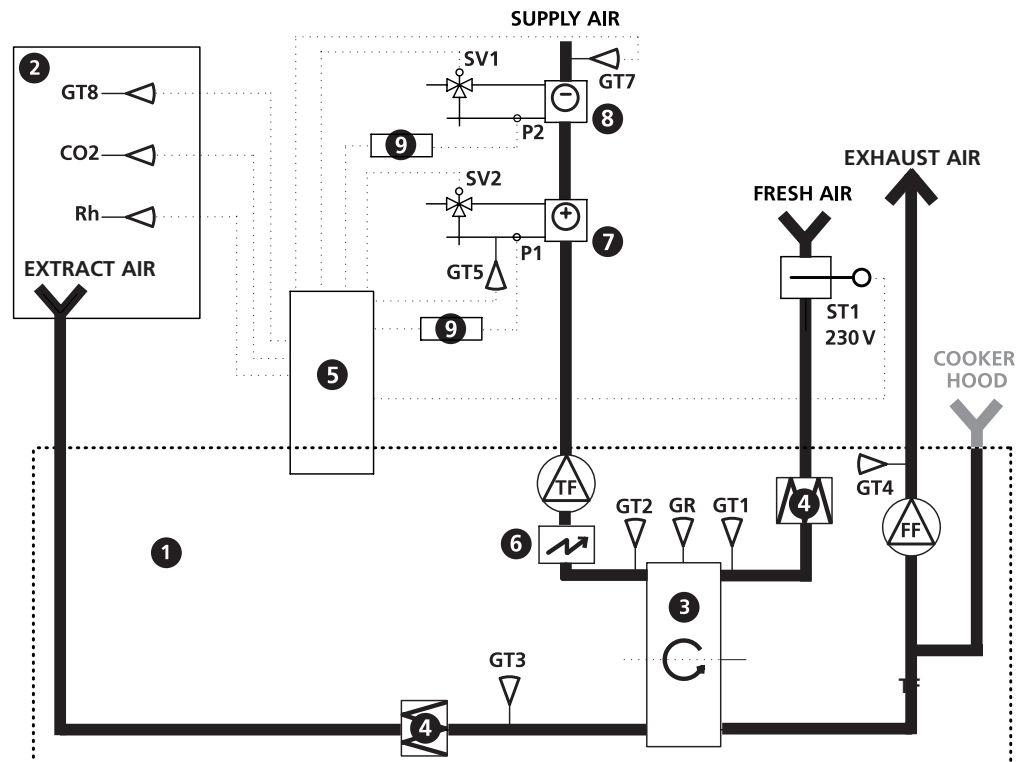 SUPPLY AIR
2
GT8
CO2
Rh
EXTRACT AIR
SV1
GT7
8
P2
9
SV2
7
P1
GT5
9
5
EXHAUST AIR
FRESH AIR
ST1
230 V
COOKER
HOOD
GT4
4
TF
FF
GT2
GR
GT1
6
1
3
GT3
4